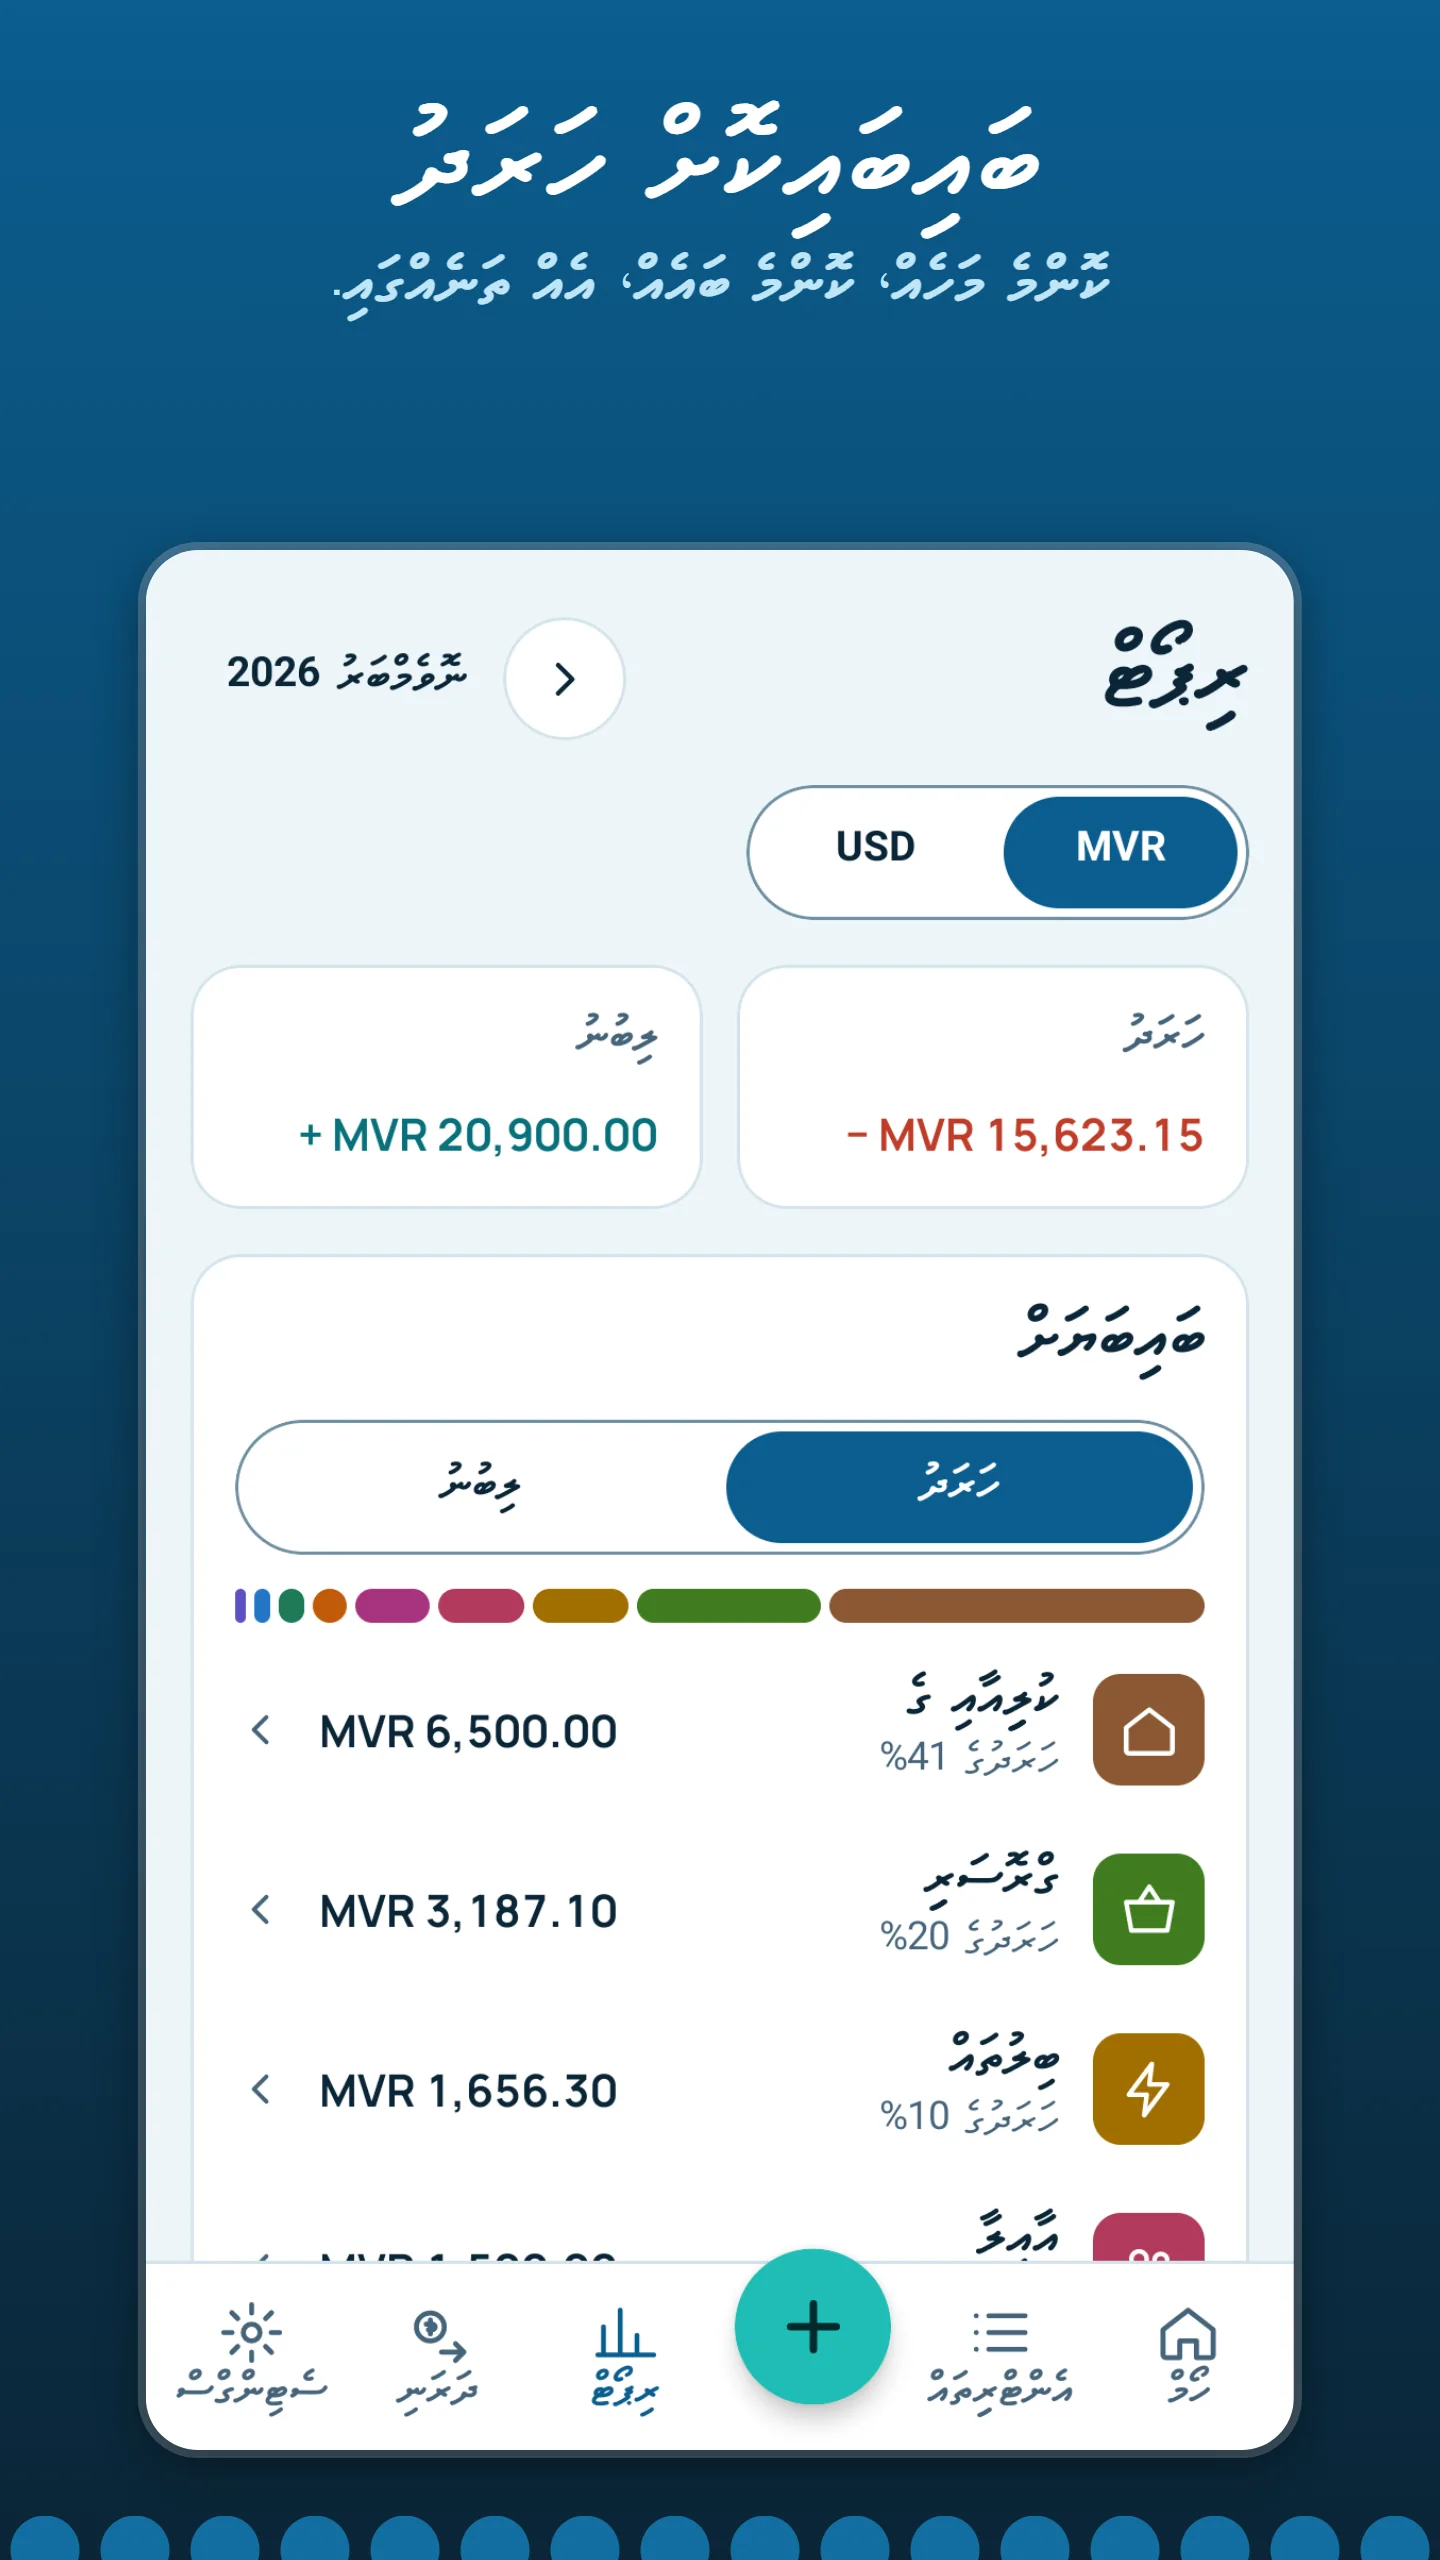 ބައިބައިކޮށް ހަރަދު
ކޮންމެ މަހެއް، ކޮންމެ ބައެއް، އެއް ތަނެއްގައި.
ރިޕޯޓް
ނޮވެމްބަރު 2026
MVR
USD
ހަރަދު
− MVR 15,623.15
ލިބުނު
+ MVR 20,900.00
ބައިބަޔަށް
ހަރަދު
ލިބުނު
ކުލިއާއި ގެ
MVR 6,500.00
ހަރަދުގެ 41%
ގްރޮސަރި
MVR 3,187.10
ހަރަދުގެ 20%
ބިލުތައް
MVR 1,656.30
ހަރަދުގެ 10%
އާއިލާ
ހޯމް
އެންޓްރިތައް
ރިޕޯޓް
ދަރަނި
ސެޓިންގްސް